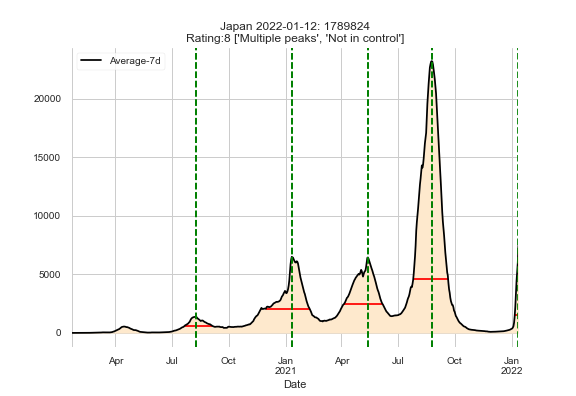 Japan 2022-01-12: 1789824
Rating:8 ['Multiple peaks', 'Not in control']
Average-7d
20000
15000
10000
5000
0
Apr Jul Oct Jan Apr Jul Oct Jan
2021 2022
Date